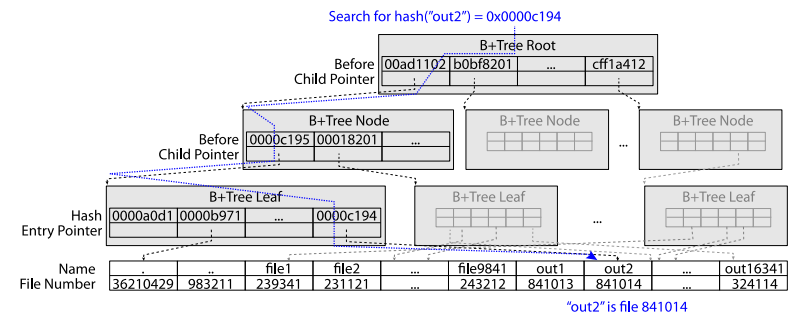 Search for hash("out2") = 0x0000c194
B+Tree Root
Before 00ad1102 b0bf8201 ... cff1a412
Child Pointer
B+Tree Node B+Tree Node B+Tree Node
Before 0000c195 00018201 ... ...
Child Pointer
B+Tree Leaf B+Tree Leaf B+Tree Leaf
Hash 0000a0d1 0000b971 ... 0000c194 ...
Entry Pointer
Name . .. file1 file2 ... file9841 out1 out2 ... out16341
File Number 36210429 983211 239341 231121 ... 243212 841013 841014 ... 324114
"out2" is file 841014